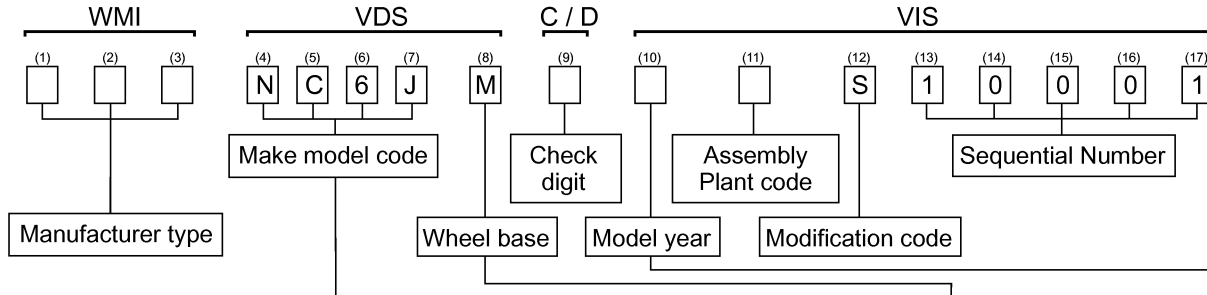 WMI VDS C / D VIS
(1) (2) (3) (4) (5) (6) (7) (8) (9) (10) (11) (12) (13) (14) (15) (16) (17)
N C 6 J M S 1 0 0 0 1
Make model code
Check
digit
Assembly
Plant code
Sequential Number
Manufacturer type
Wheel base
Model year
Modification code